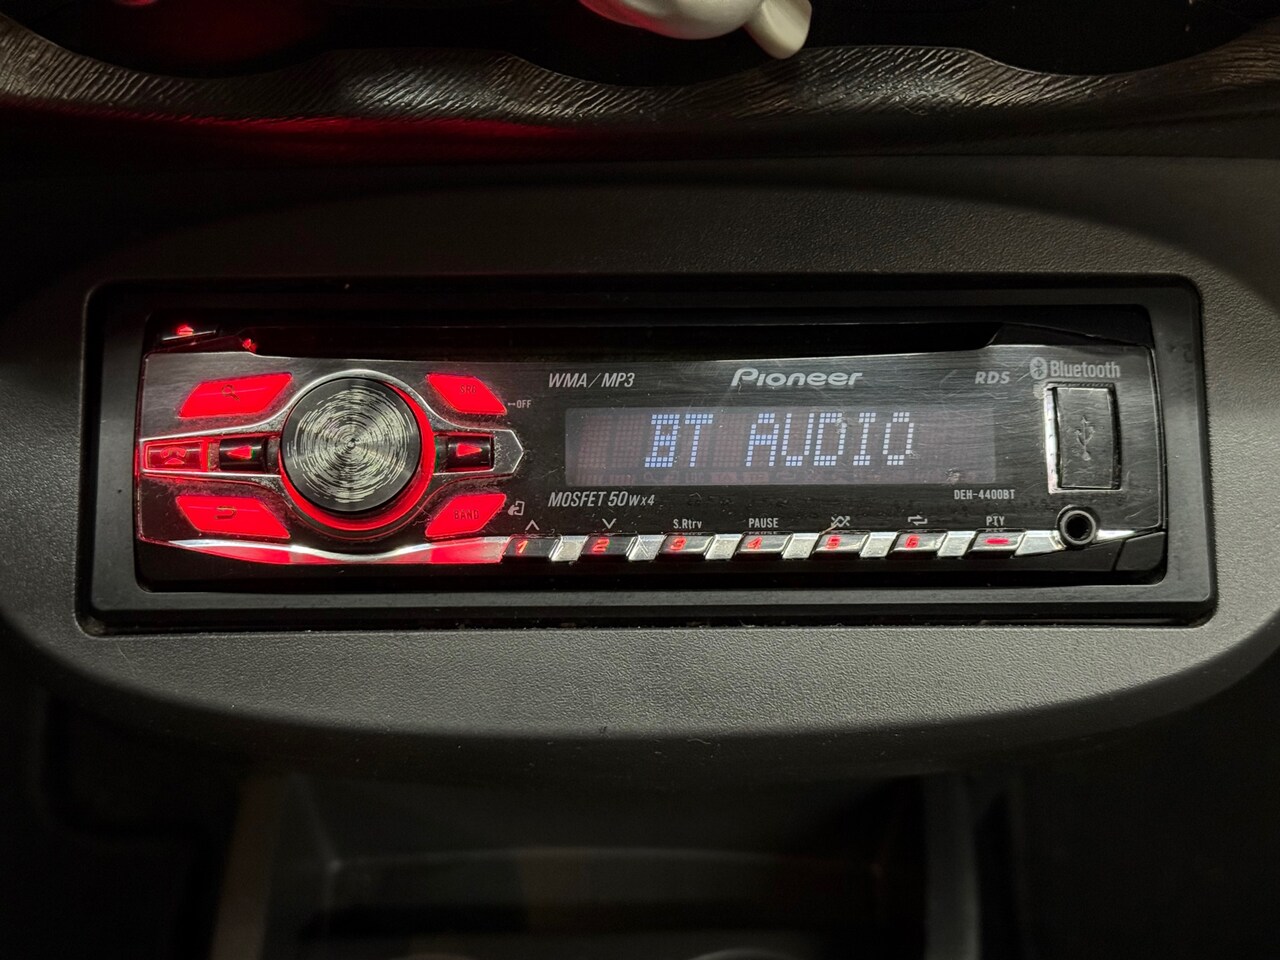 WMA/MP3
Pioneer
RDS
Bluetooth
SRC
OFF
BT AUDIO
BAND
MOSFET 50W x 4
DEH-4400BT
S.Rtrv
PAUSE
PTY
1
2
3
4
5
6